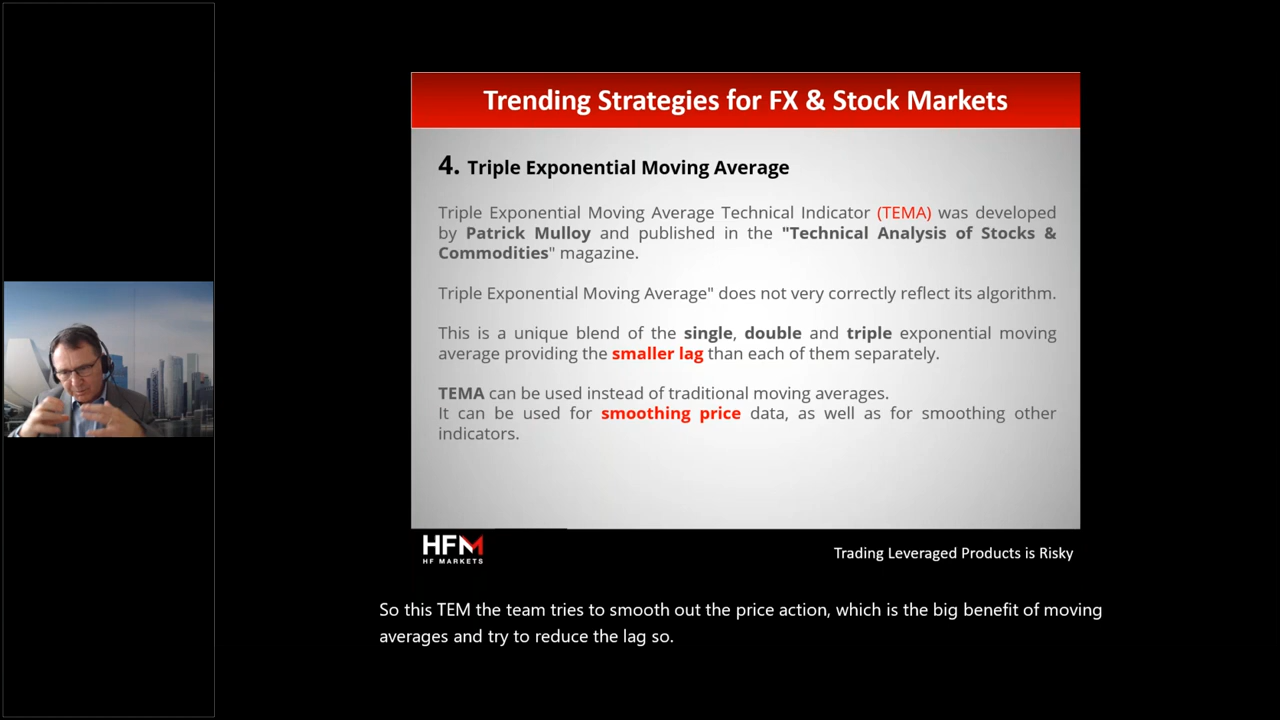 Trending Strategies for FX & Stock Markets
4. Triple Exponential Moving Average
Triple Exponential Moving Average Technical Indicator (TEMA) was developed
by Patrick Mulloy and published in the "Technical Analysis of Stocks &
Commodities" magazine.
Triple Exponential Moving Average" does not very correctly reflect its algorithm.
This is a unique blend of the single, double and triple exponential moving
average providing the smaller lag than each of them separately.
TEMA can be used instead of traditional moving averages.
It can be used for smoothing price data, as well as for smoothing other
indicators.
HFM
HF MARKETS
Trading Leveraged Products is Risky
So this TEM the team tries to smooth out the price action, which is the big benefit of moving
averages and try to reduce the lag so.